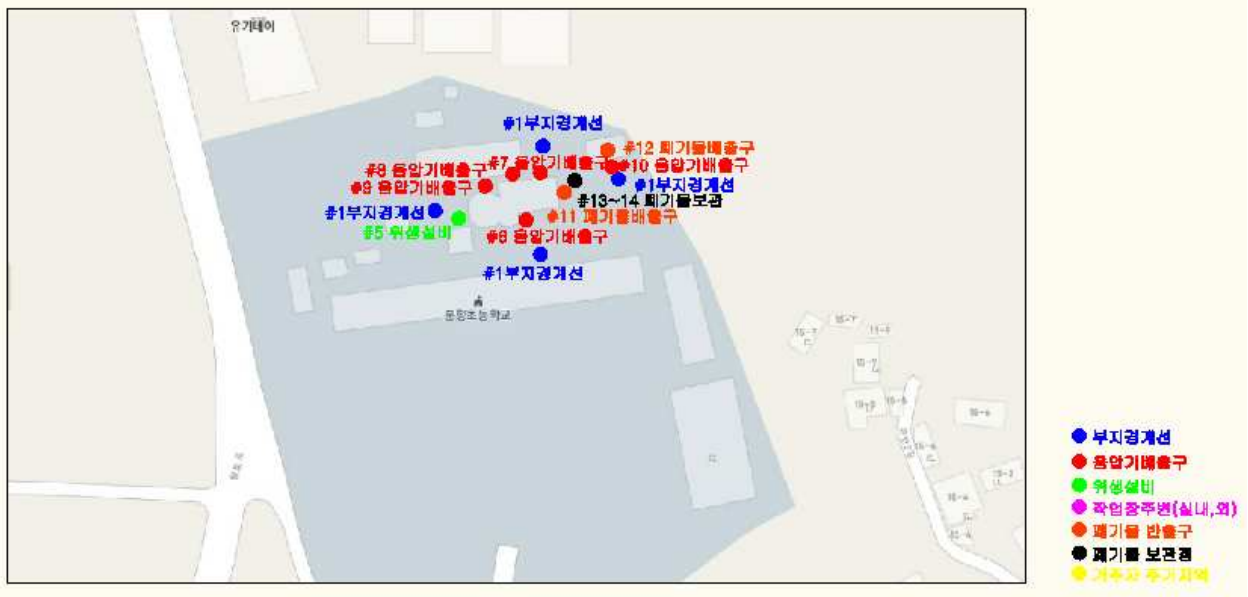 유기데이
#1부지경계선
#12 폐기물배출구
#7 음압기배출구
#10 음압기배출구
#8 음압기배출구
#9 음압기배출구
#1부지경계선
#13~14 폐기물보관
#1부지경계선
#11 폐기물배출구
#5 위생설비
#6 음압기배출구
#1부지경계선
부지경계선
음압기배출구
위생설비
작업장주변(실내,외)
폐기물 반출구
폐기물 보관점